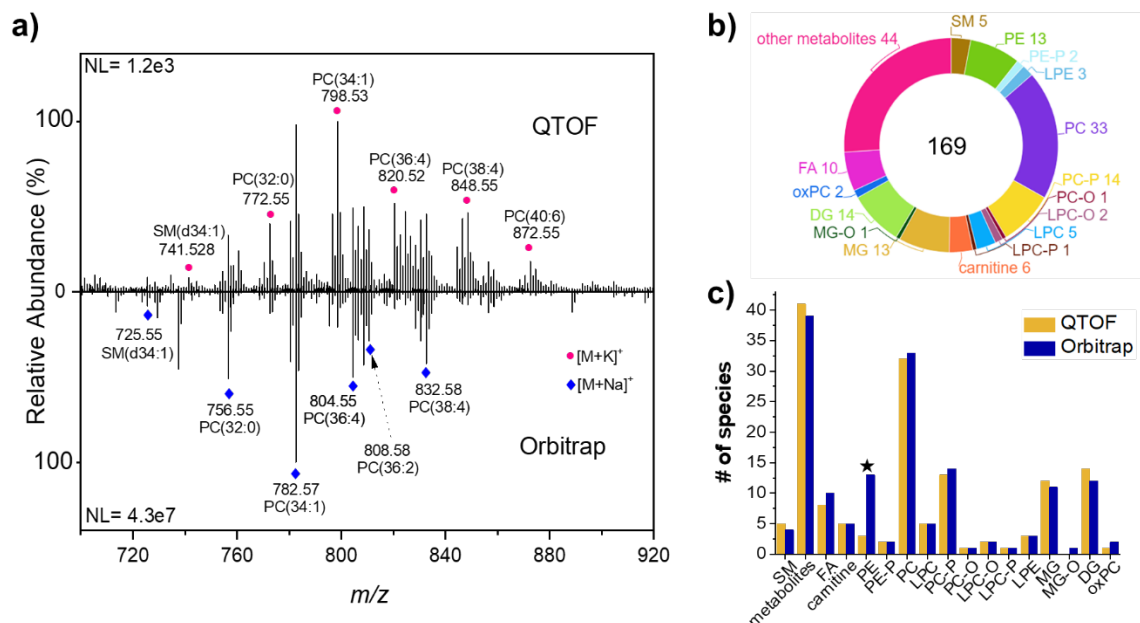 a)
NL= 1.2e3
QTOF
PC(34:1)
798.53
PC(36:4)
820.52
PC(38:4)
848.55
PC(32:0)
772.55
PC(40:6)
872.55
SM(d34:1)
741.528
100
0
100
Relative Abundance (%)
725.55
SM(d34:1)
[M+K]+
[M+Na]+
756.55
PC(32:0)
804.55
PC(36:4)
832.58
PC(38:4)
808.58
PC(36:2)
782.57
PC(34:1)
Orbitrap
NL= 4.3e7
720 760 800 840 880 920
m/z
b)
other metabolites 44
SM 5
PE 13
PE-P 2
LPE 3
PC 33
PC-P 14
PC-O 1
LPC-O 2
LPC 5
LPC-P 1
carnitine 6
MG 13
MG-O 1
DG 14
oxPC 2
FA 10
169
c)
QTOF
Orbitrap
# of species
40
35
30
25
20
15
10
5
0
★
SM
metabolites
FA
carnitine
PE
PE-P
PC
LPC
PC-P
PC-O
LPC-O
LPC-P
LPE
MG
MG-O
DG
oxPC